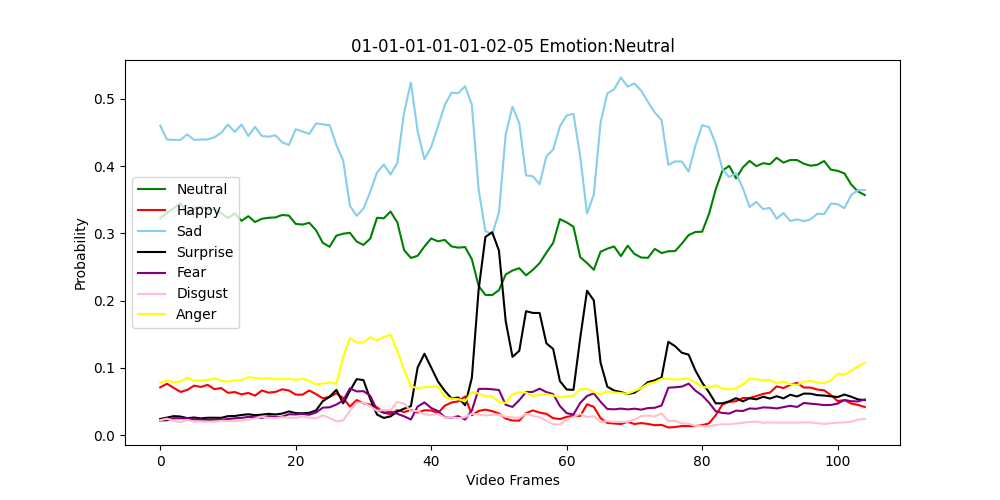 01-01-01-01-01-02-05 Emotion:Neutral
Probability
0.5
0.4
0.3
0.2
0.1
0.0
Neutral
Happy
Sad
Surprise
Fear
Disgust
Anger
0 20 40 60 80 100
Video Frames